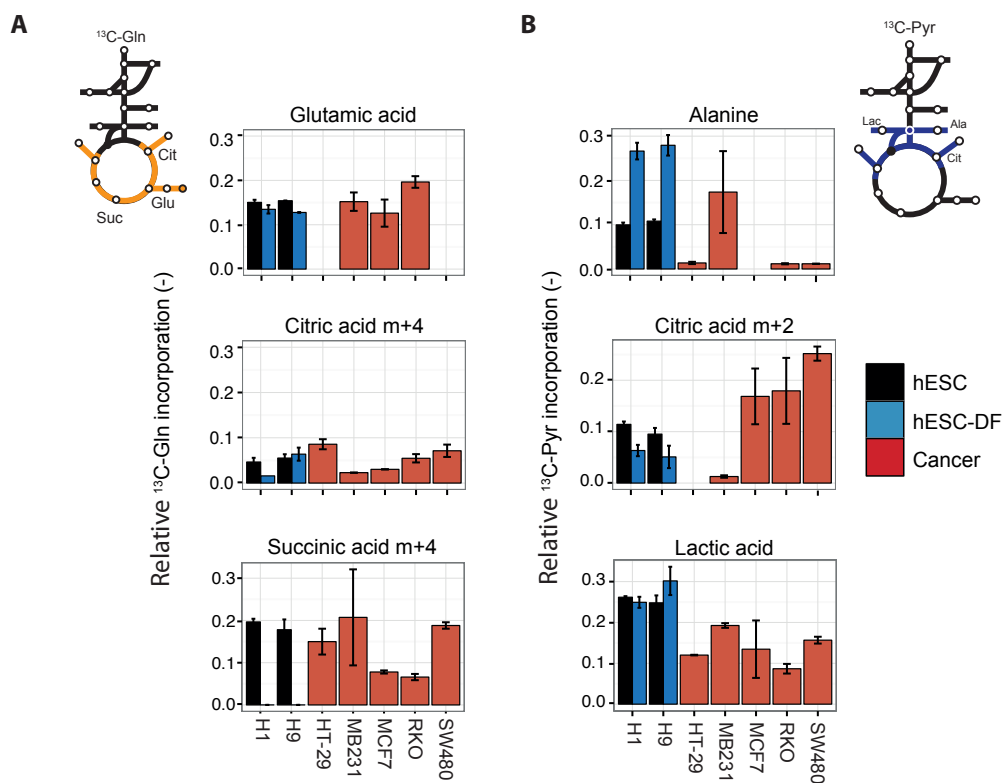 A
¹³C-Gln
Cit
Glu
Suc
Relative ¹³C-Gln incorporation (-)
Glutamic acid
0.3
0.2
0.1
0.0
Citric acid m+4
0.3
0.2
0.1
0.0
Succinic acid m+4
0.3
0.2
0.1
0.0
H1
H9
HT-29
MB231
MCF7
RKO
SW480
B
¹³C-Pyr
Lac
Ala
Cit
Relative ¹³C-Pyr incorporation (-)
Alanine
0.3
0.2
0.1
0.0
Citric acid m+2
0.2
0.1
0.0
Lactic acid
0.3
0.2
0.1
0.0
H1
H9
HT-29
MB231
MCF7
RKO
SW480
hESC
hESC-DF
Cancer